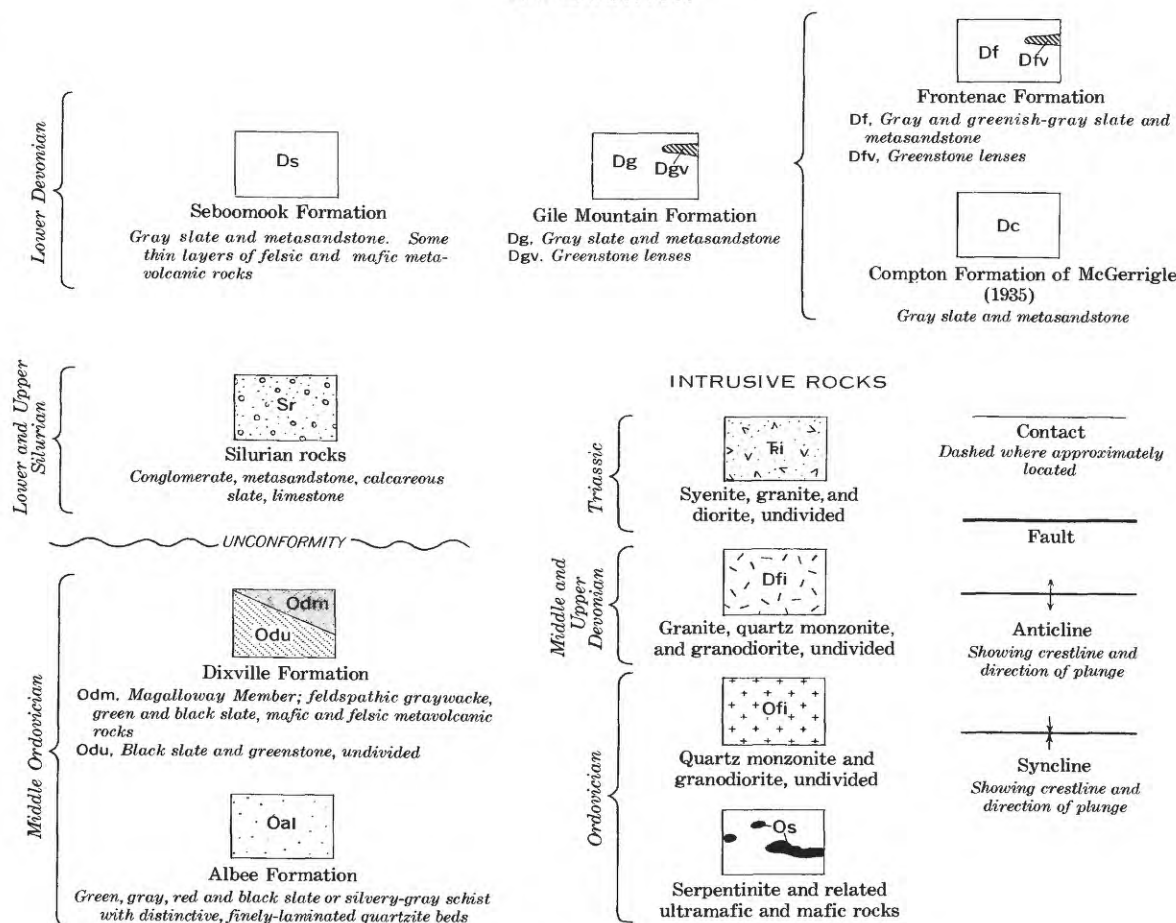 Lower Devonian
Ds
Seboomook Formation
Gray slate and metasandstone. Some
thin layers of felsic and mafic meta-
volcanic rocks
Dg
Dgv
Gile Mountain Formation
Dg, Gray slate and metasandstone
Dgv. Greenstone lenses
Df
Dfv
Frontenac Formation
Df, Gray and greenish-gray slate and
metasandstone
Dfv, Greenstone lenses
Dc
Compton Formation of McGerrigle
(1935)
Gray slate and metasandstone
Lower and Upper
Silurian
Sr
Silurian rocks
Conglomerate, metasandstone, calcareous
slate, limestone
UNCONFORMITY
Middle Ordovician
Odm
Odu
Dixville Formation
Odm. Magalloway Member; feldspathic graywacke,
green and black slate, mafic and felsic metavolcanic
rocks
Odu, Black slate and greenstone, undivided
Oal
Albee Formation
Green, gray, red and black slate or silvery-gray schist
with distinctive, finely-laminated quartzite beds
INTRUSIVE ROCKS
Triassic
Ŧi
Syenite, granite, and
diorite, undivided
Middle and
Upper
Devonian
Dfi
Granite, quartz monzonite,
and granodiorite, undivided
Ordovician
Ofi
Quartz monzonite and
granodiorite, undivided
Os
Serpentinite and related
ultramafic and mafic rocks
Contact
Dashed where approximately
located
Fault
Anticline
Showing crestline and
direction of plunge
Syncline
Showing crestline and
direction of plunge